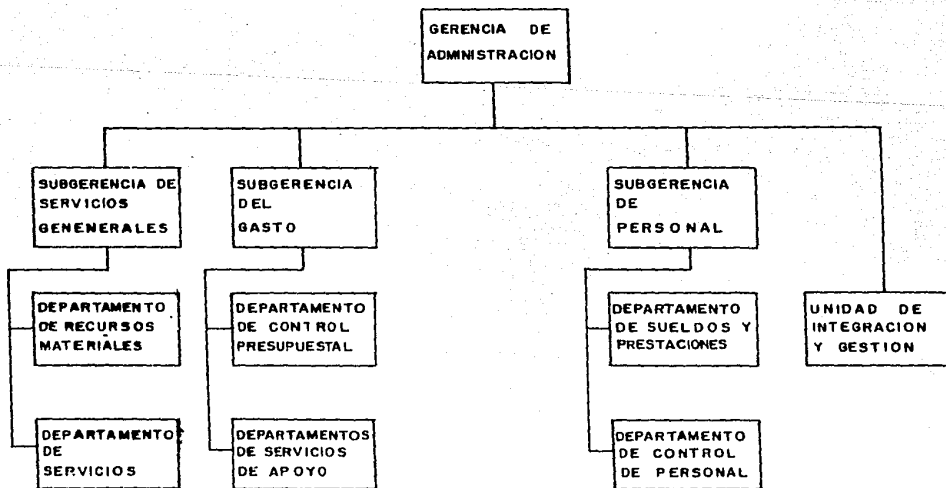 GERENCIA DE
ADMINISTRACION
SUBGERENCIA DE
SERVICIOS
GENENERALES
SUBGERENCIA
DEL
GASTO
SUBGERENCIA
DE
PERSONAL
DEPARTAMENTO
DE RECURSOS
MATERIALES
DEPARTAMENTO
DE CONTROL
PRESUPUESTAL
DEPARTAMENTO
DE SUELDOS Y
PRESTACIONES
UNIDAD DE
INTEGRACION
Y GESTION
DEPARTAMENTO
DE
SERVICIOS
DEPARTAMENTOS
DE SERVICIOS
DE APOYO
DEPARTAMENTO
DE CONTROL
DE PERSONAL